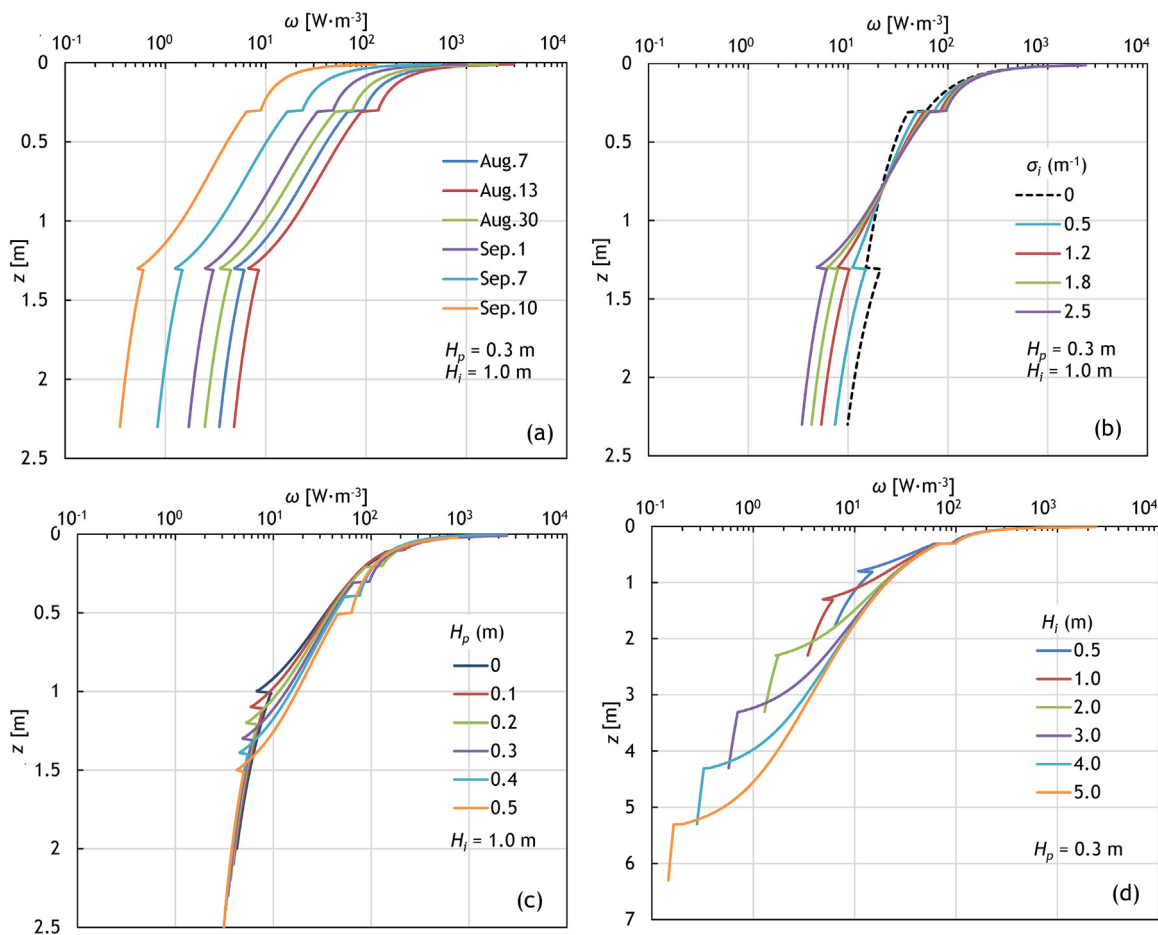 ω [W·m⁻³]
10⁻¹ 10⁰ 10¹ 10² 10³ 10⁴
0
0.5
1
1.5
2
2.5
z [m]
Aug.7
Aug.13
Aug.30
Sep.1
Sep.7
Sep.10
Hₚ = 0.3 m
Hᵢ = 1.0 m
(a)
ω [W·m⁻³]
10⁻¹ 10⁰ 10¹ 10² 10³ 10⁴
0
0.5
1
1.5
2
2.5
z [m]
σᵢ (m⁻¹)
0
0.5
1.2
1.8
2.5
Hₚ = 0.3 m
Hᵢ = 1.0 m
(b)
ω [W·m⁻³]
10⁻¹ 10⁰ 10¹ 10² 10³ 10⁴
0
0.5
1
1.5
2
2.5
z [m]
Hₚ (m)
0
0.1
0.2
0.3
0.4
0.5
Hᵢ = 1.0 m
(c)
ω [W·m⁻³]
10⁻¹ 10⁰ 10¹ 10² 10³ 10⁴
0
1
2
3
4
5
6
7
z [m]
Hᵢ (m)
0.5
1.0
2.0
3.0
4.0
5.0
Hₚ = 0.3 m
(d)